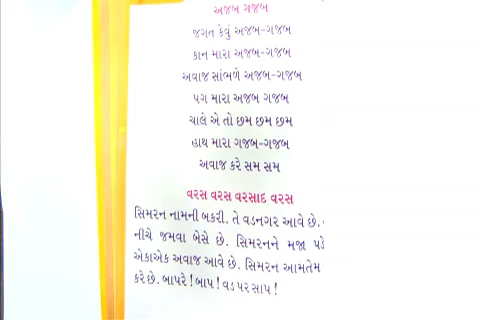 અજબ ગજબ
જગત કેવું અજબ-ગજબ
કાન મારા અજબ-ગજબ
અવાજ સાંભળે અજબ-ગજબ
પગ મારા અજબ ગજબ
ચાલે એ તો છમ છમ છમ
હાથ મારા ગજબ-ગજબ
અવાજ કરે સમ સમ
વરસ વરસ વરસાદ વરસ
સિમરન નામની બકરી. તે વડનગર આવે છે.
નીચે જમવા બેસે છે. સિમરનને મજા પડે
એકાએક અવાજ આવે છે. સિમરન આમતેમ
કરે છે. બાપરે ! બાપ ! વડ પર સાપ !